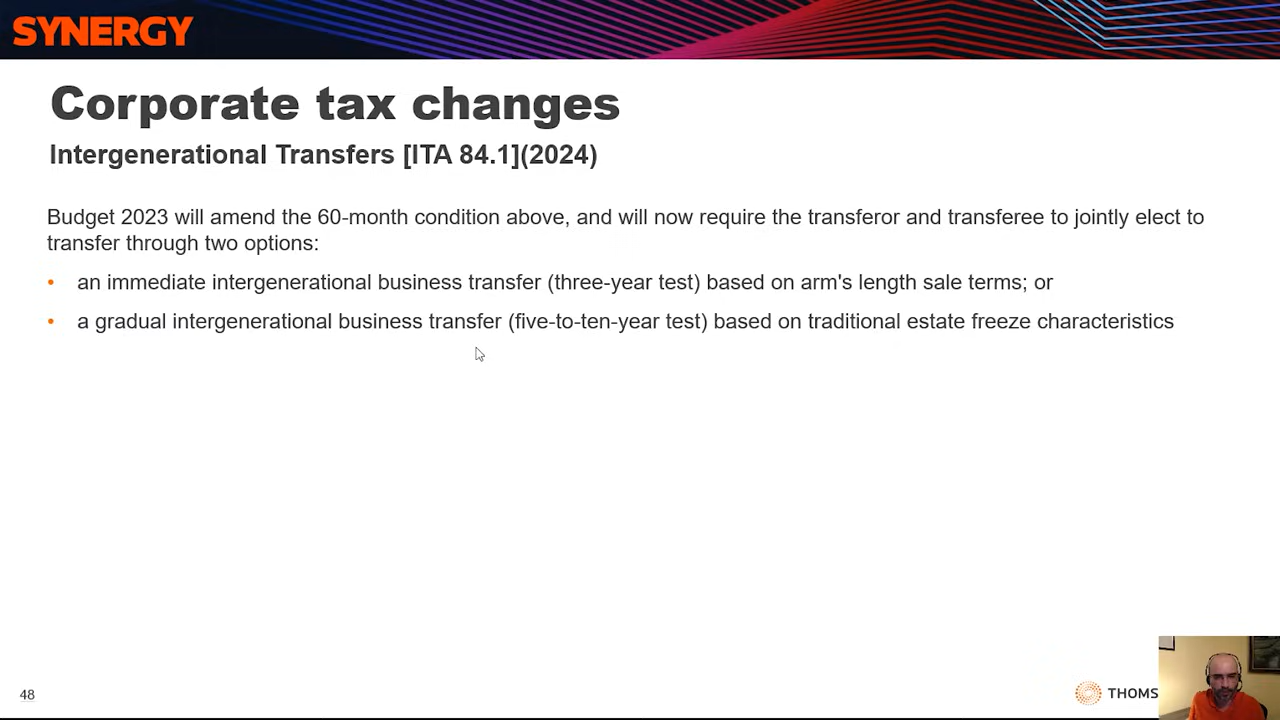 SYNERGY
Corporate tax changes
Intergenerational Transfers [ITA 84.1](2024)
Budget 2023 will amend the 60-month condition above, and will now require the transferor and transferee to jointly elect to
transfer through two options:
• an immediate intergenerational business transfer (three-year test) based on arm's length sale terms; or
• a gradual intergenerational business transfer (five-to-ten-year test) based on traditional estate freeze characteristics
48
THOMS